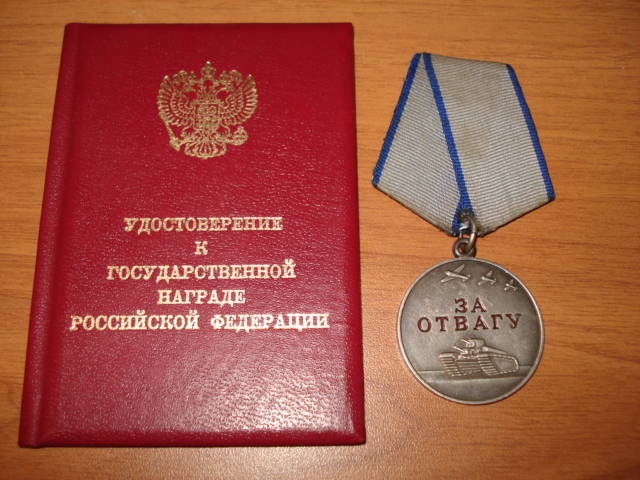 УДОСТОВЕРЕНИЕ
К
ГОСУДАРСТВЕННОЙ
НАГРАДЕ
РОССИЙСКОЙ ФЕДЕРАЦИИ
ЗА
ОТВАГУ